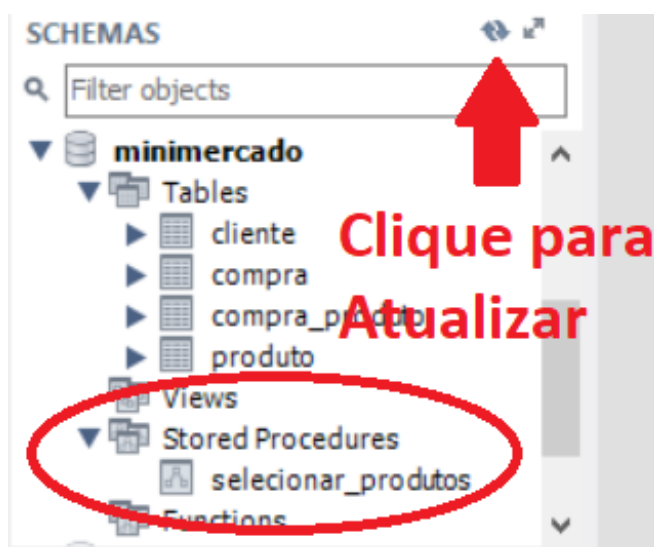 SCHEMAS
Filter objects
minimercado
Tables
cliente
compra
compra_produto
produto
Clique para
Atualizar
Views
Stored Procedures
selecionar_produtos
Functions